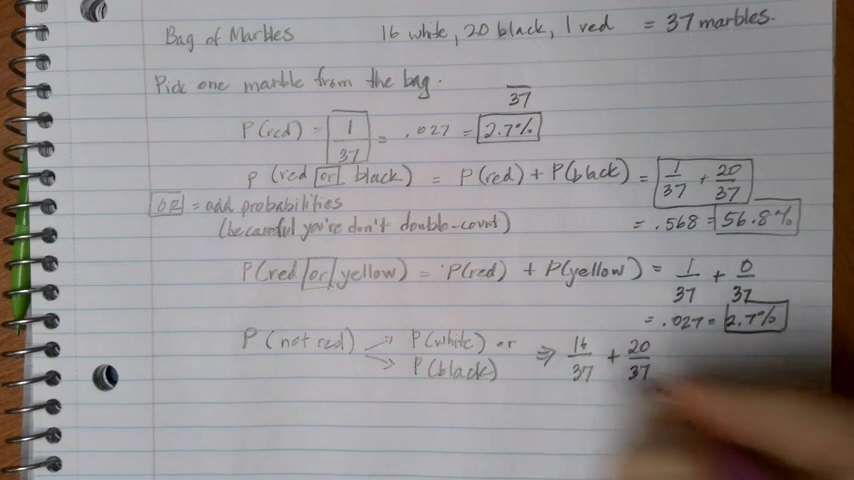 Bag of Marbles 16 white, 20 black, 1 red = 37 marbles.
Pick one marble from the bag.
37
P(red) = 1/37 = .027 = 2.7%
P (red or black) = P(red) + P(black) = 1/37 + 20/37
OR = add probabilities
(be careful you're don't double-count) = .568 = 56.8%
P(red or yellow) = P(red) + P(yellow) = 1/37 + 0/37
= .027 = 2.7%
P (not red) → P(white) or ⇒ 16/37 + 20/37
→ P(black)